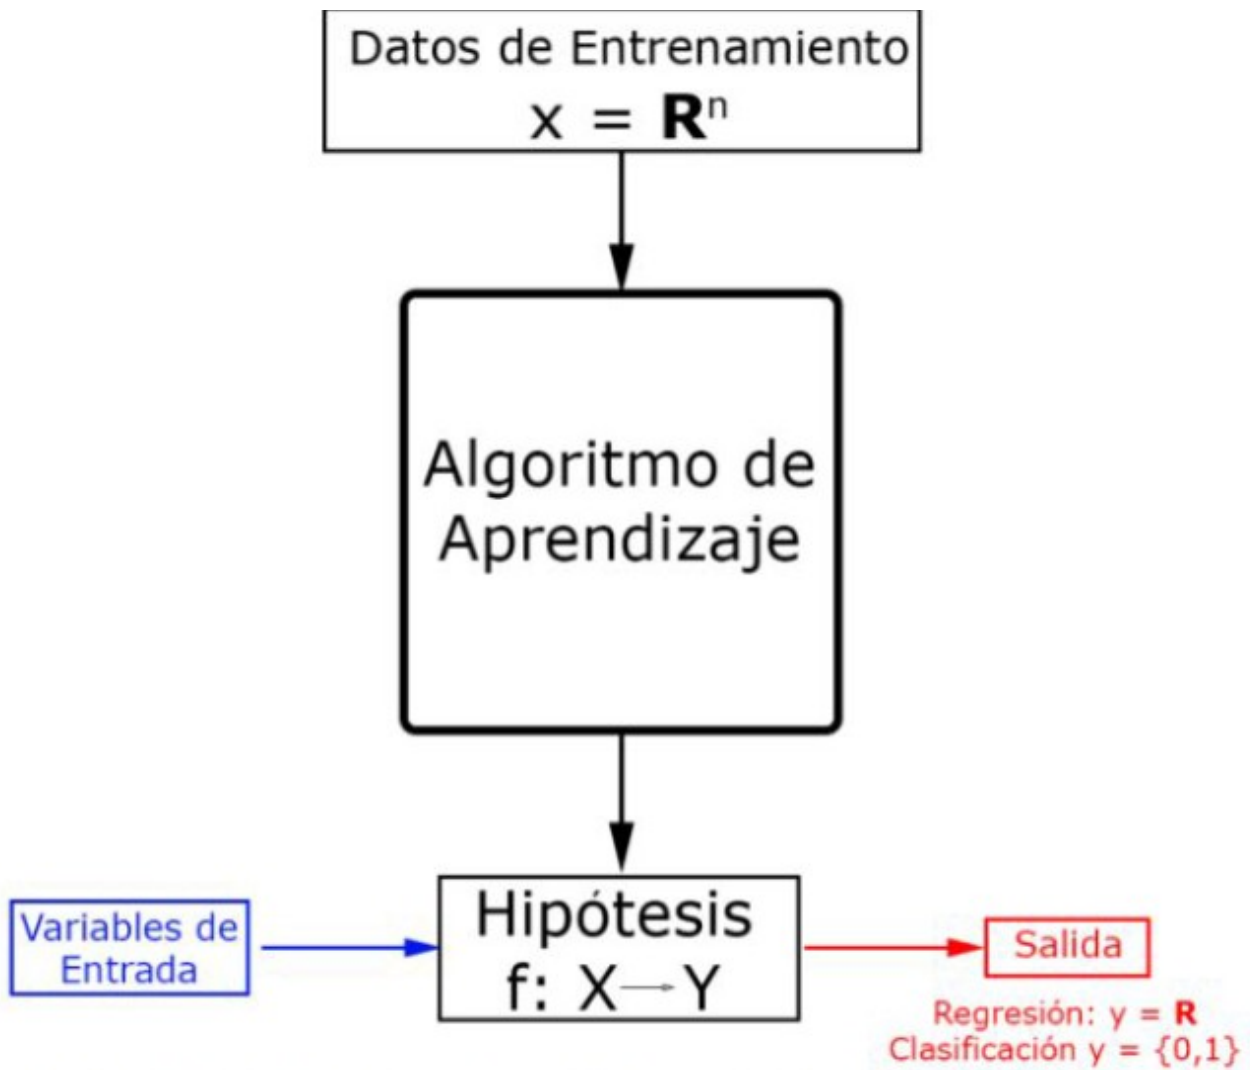 Datos de Entrenamiento
x = Rⁿ
Algoritmo de
Aprendizaje
Variables de
Entrada
Hipótesis
f: X → Y
Salida
Regresión: y = R
Clasificación y = {0,1}